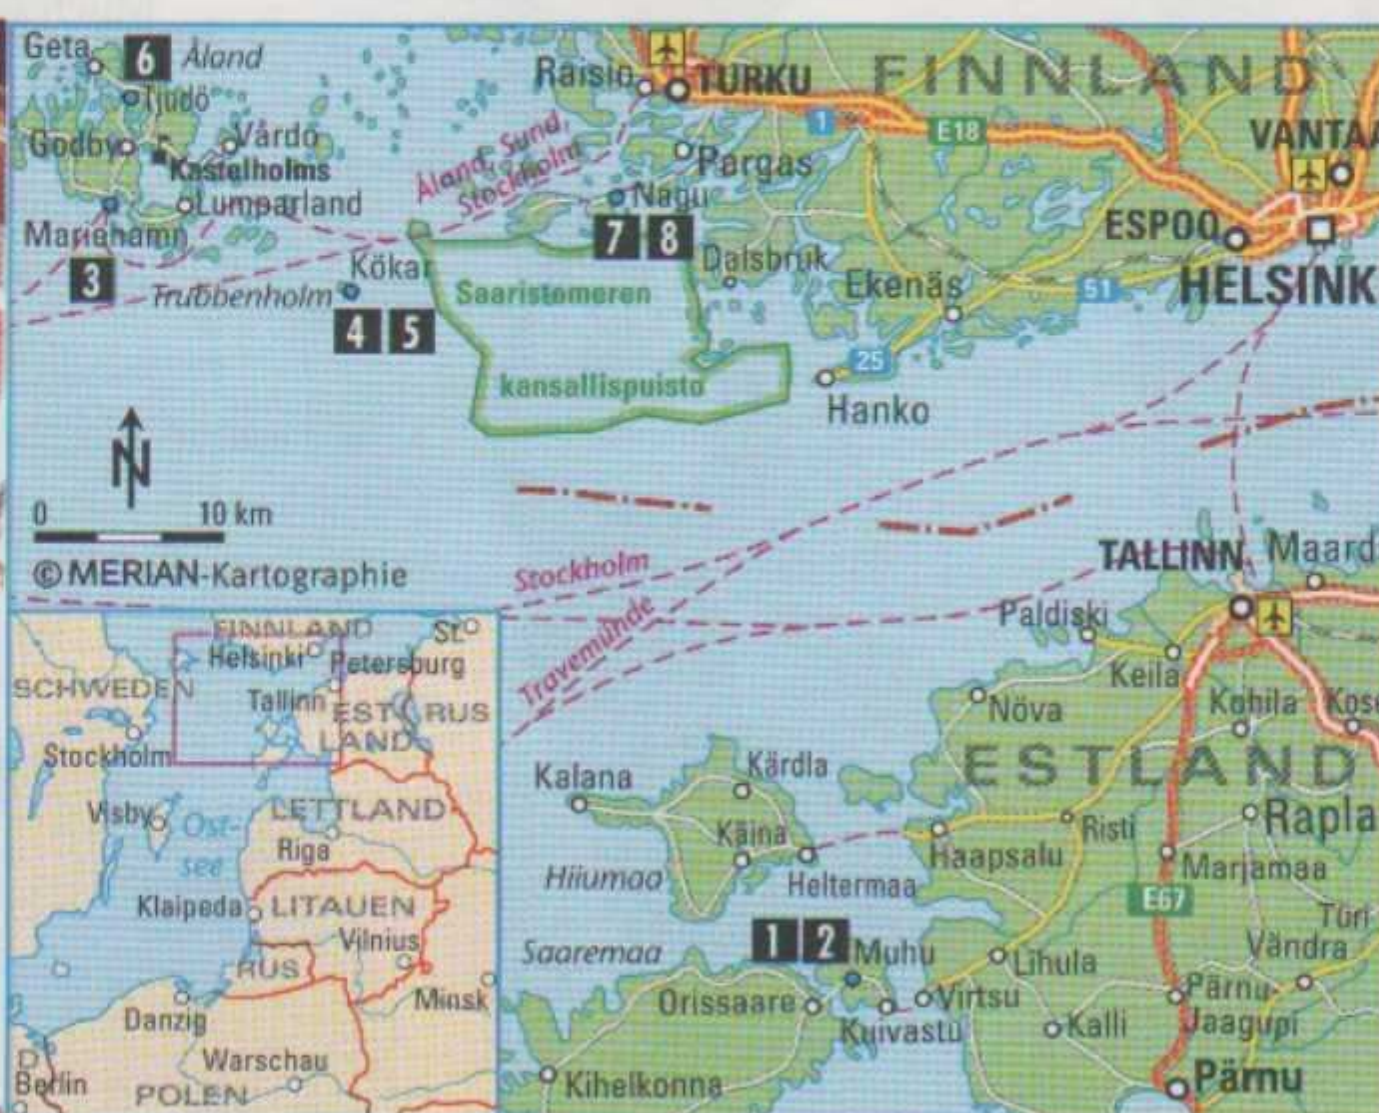 Geta
6
Åland
Tjudö
Godby
Vårdo
Kastelholms
Lumparland
Mariehamn
3
Raisio
TURKU
FINNLAND
1
E18
VANTAA
Åland, Sund,
Stockholm
Pargas
Nagu
7 8
ESPOO
HELSINK
Kökar
Trubbenholm
4 5
Saaristomeren
kansallispuisto
Dalsbruk
Ekenäs
51
25
Hanko
N
0 10 km
© MERIAN-Kartographie
Stockholm
Travemünde
TALLINN
Maard
Paldiski
Keila
Növa
Kohila
Kose
ESTLAND
Kalana
Kärdla
Käina
Hiiumaa
Heltermaa
Haapsalu
Risti
Rapla
Marjamaa
E67
Türi
Vändra
1 2
Muhu
Saaremaa
Orissaare
Kuivastu
Virtsu
Lihula
Kalli
Pärnu-
Jaagupi
Kihelkonna
Pärnu
FINNLAND
Helsinki
St.
Petersburg
SCHWEDEN
Tallinn
EST-
LAND
RUS
Stockholm
Visby
Ost-
see
LETTLAND
Riga
Klaipeda
LITAUEN
Vilnius
RUS
Minsk
Danzig
Warschau
D
Berlin
POLEN